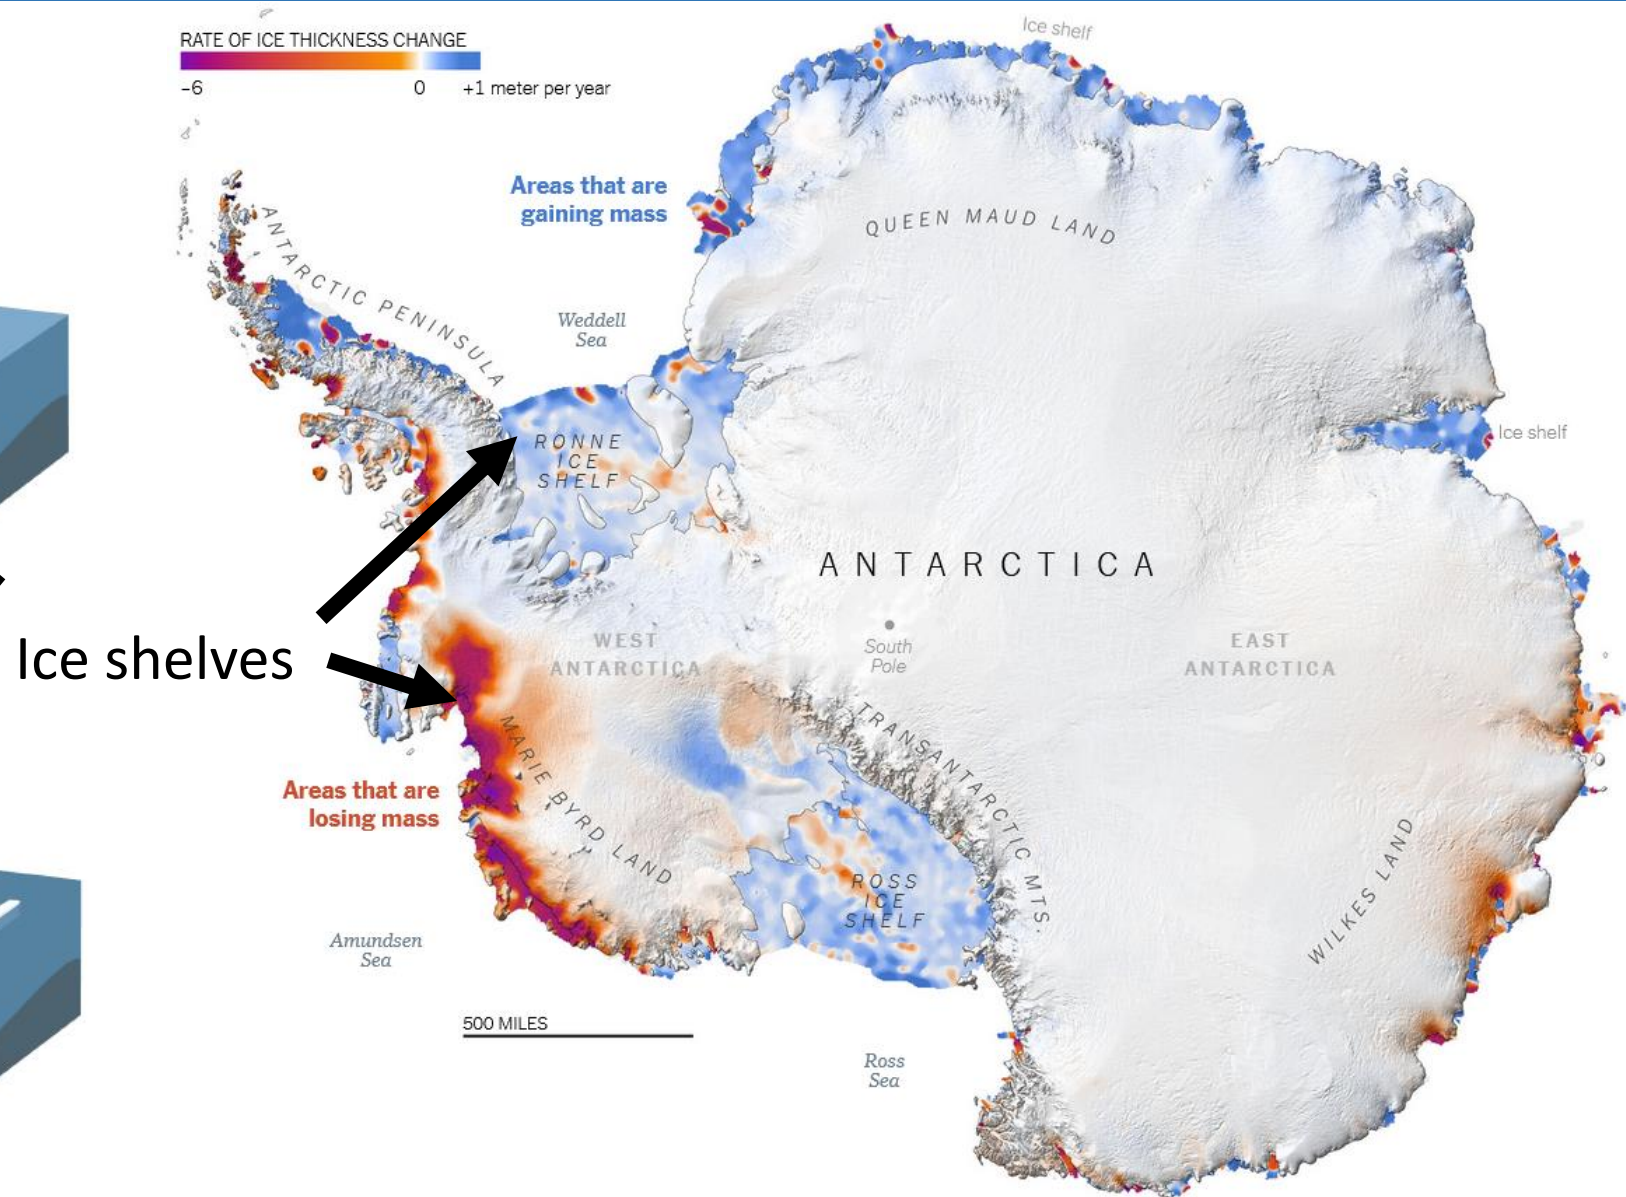 RATE OF ICE THICKNESS CHANGE
–6 0 +1 meter per year
Ice shelf
Areas that are
gaining mass
QUEEN MAUD LAND
ANTARCTIC PENINSULA
Weddell
Sea
RONNE
ICE
SHELF
Ice shelf
ANTARCTICA
Ice shelves
WEST
ANTARCTICA
South
Pole
EAST
ANTARCTICA
MARIE BYRD LAND
TRANSANTARCTIC MTS.
Areas that are
losing mass
ROSS
ICE
SHELF
WILKES LAND
Amundsen
Sea
500 MILES
Ross
Sea